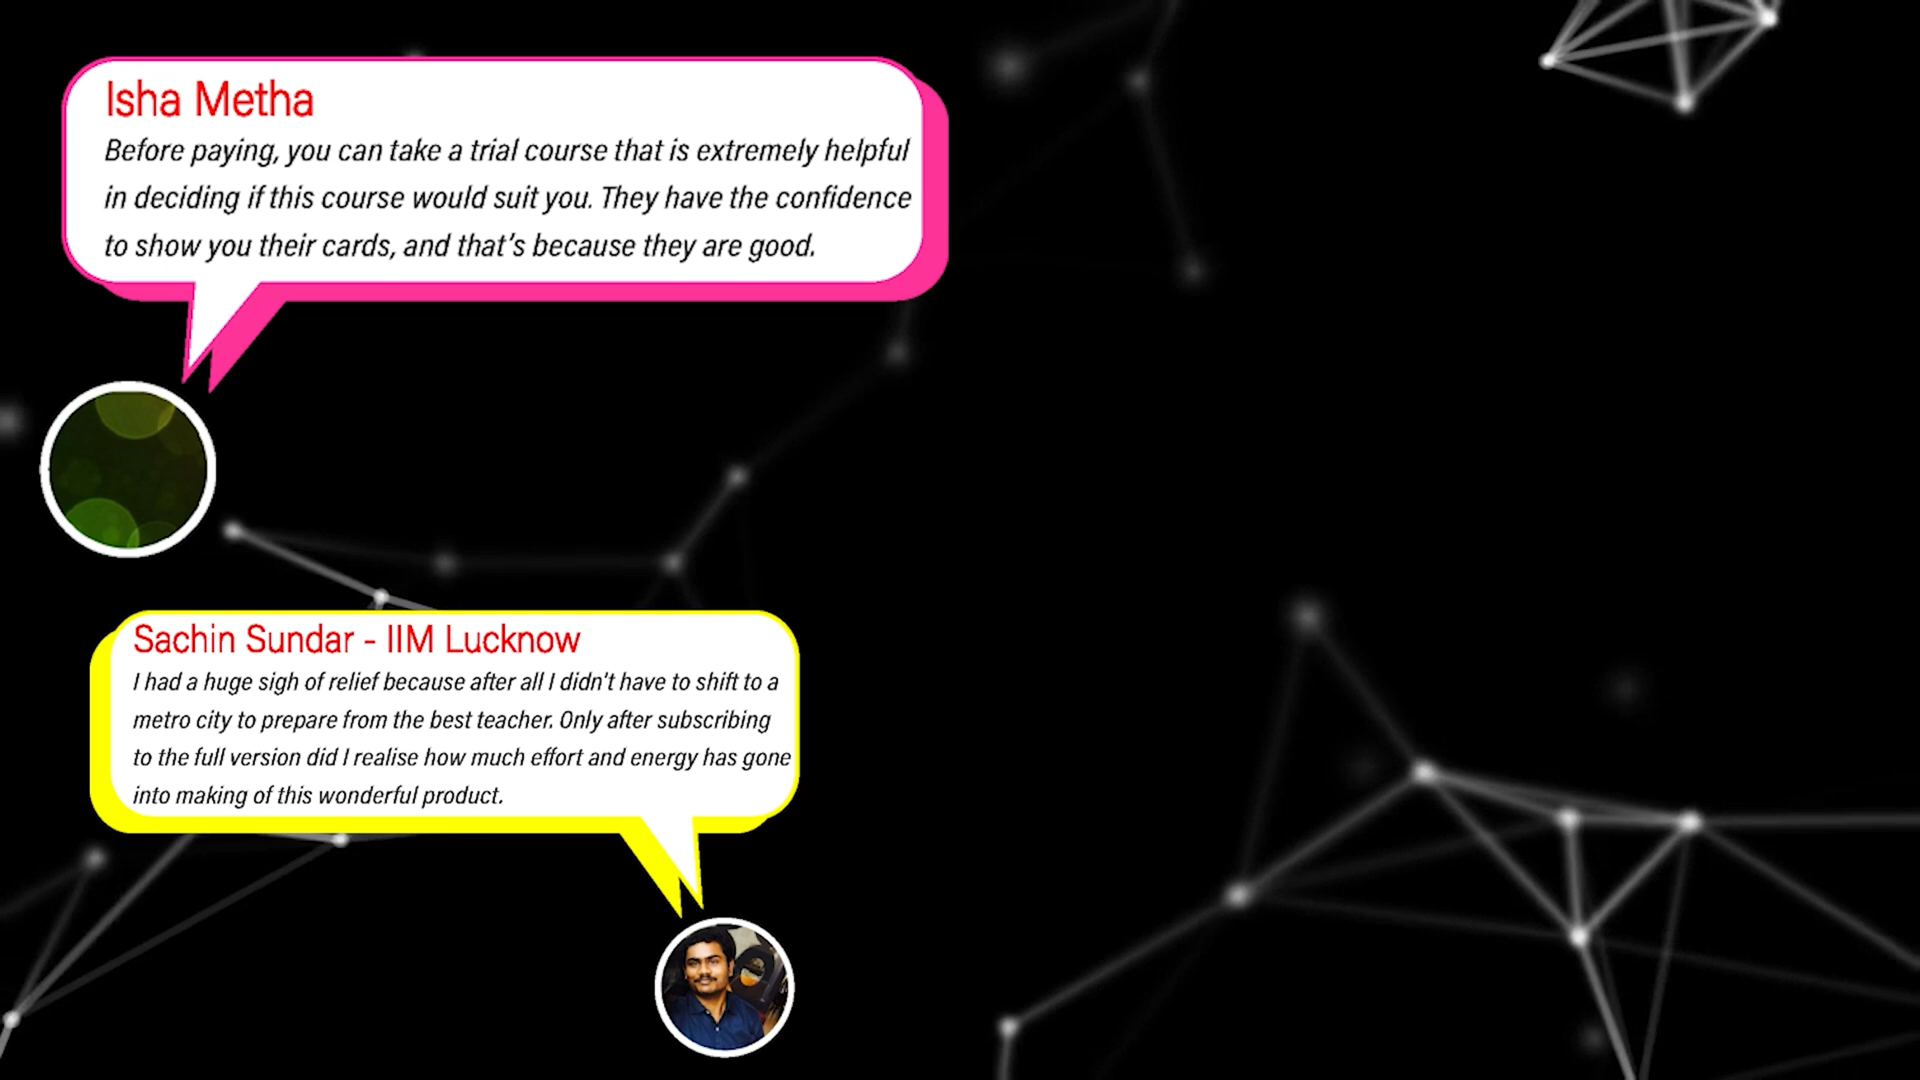 Isha Metha
Before paying, you can take a trial course that is extremely helpful
in deciding if this course would suit you. They have the confidence
to show you their cards, and that's because they are good.
Sachin Sundar - IIM Lucknow
I had a huge sigh of relief because after all I didn't have to shift to a
metro city to prepare from the best teacher. Only after subscribing
to the full version did I realise how much effort and energy has gone
into making of this wonderful product.